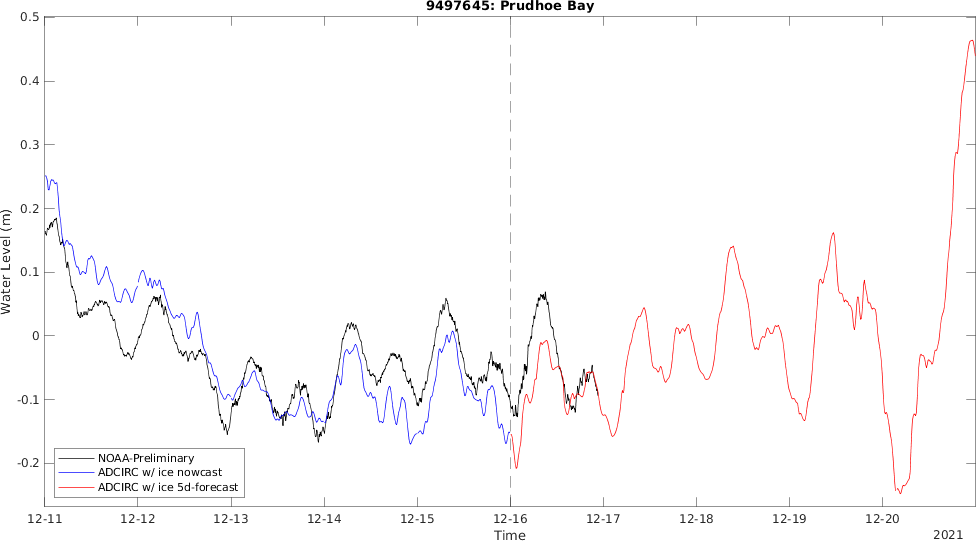 9497645: Prudhoe Bay
0.5
0.4
0.3
0.2
0.1
0
-0.1
-0.2
Water Level (m)
NOAA-Preliminary
ADCIRC w/ ice nowcast
ADCIRC w/ ice 5d-forecast
12-11 12-12 12-13 12-14 12-15 12-16 12-17 12-18 12-19 12-20
Time
2021